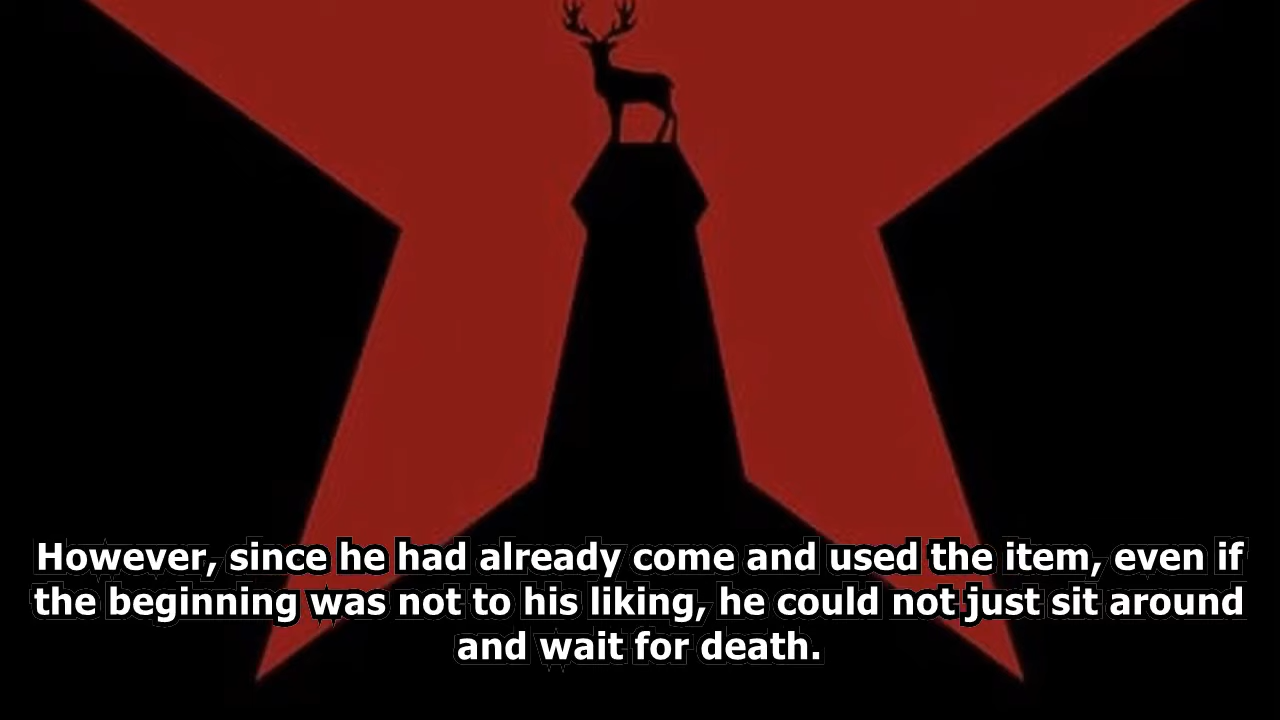 However, since he had already come and used the item, even if
the beginning was not to his liking, he could not just sit around
and wait for death.